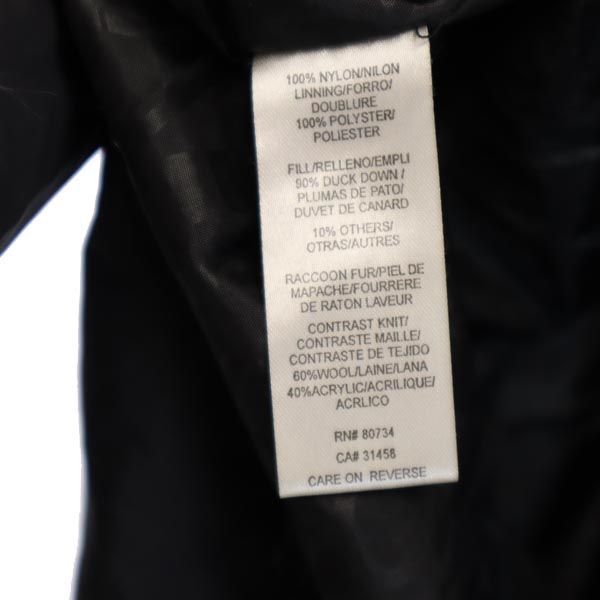 100% NYLON/NILON
LINNING/FORRO/
DOUBLURE
100% POLYSTER/
POLIESTER
FILL/RELLENO/EMPLI
90% DUCK DOWN/
PLUMAS DE PATO/
DUVET DE CANARD
10% OTHERS/
OTRAS/AUTRES
RACCOON FUR/PIEL DE
MAPACHE/FOURRERE
DE RATON LAVEUR
CONTRAST KNIT/
CONTRASTE MAILLE/
CONTRASTE DE TEJIDO
60%WOOL/LAINE/LANA
40%ACRYLIC/ACRILIQUE/
ACRLICO
RN# 80734
CA# 31458
CARE ON REVERSE